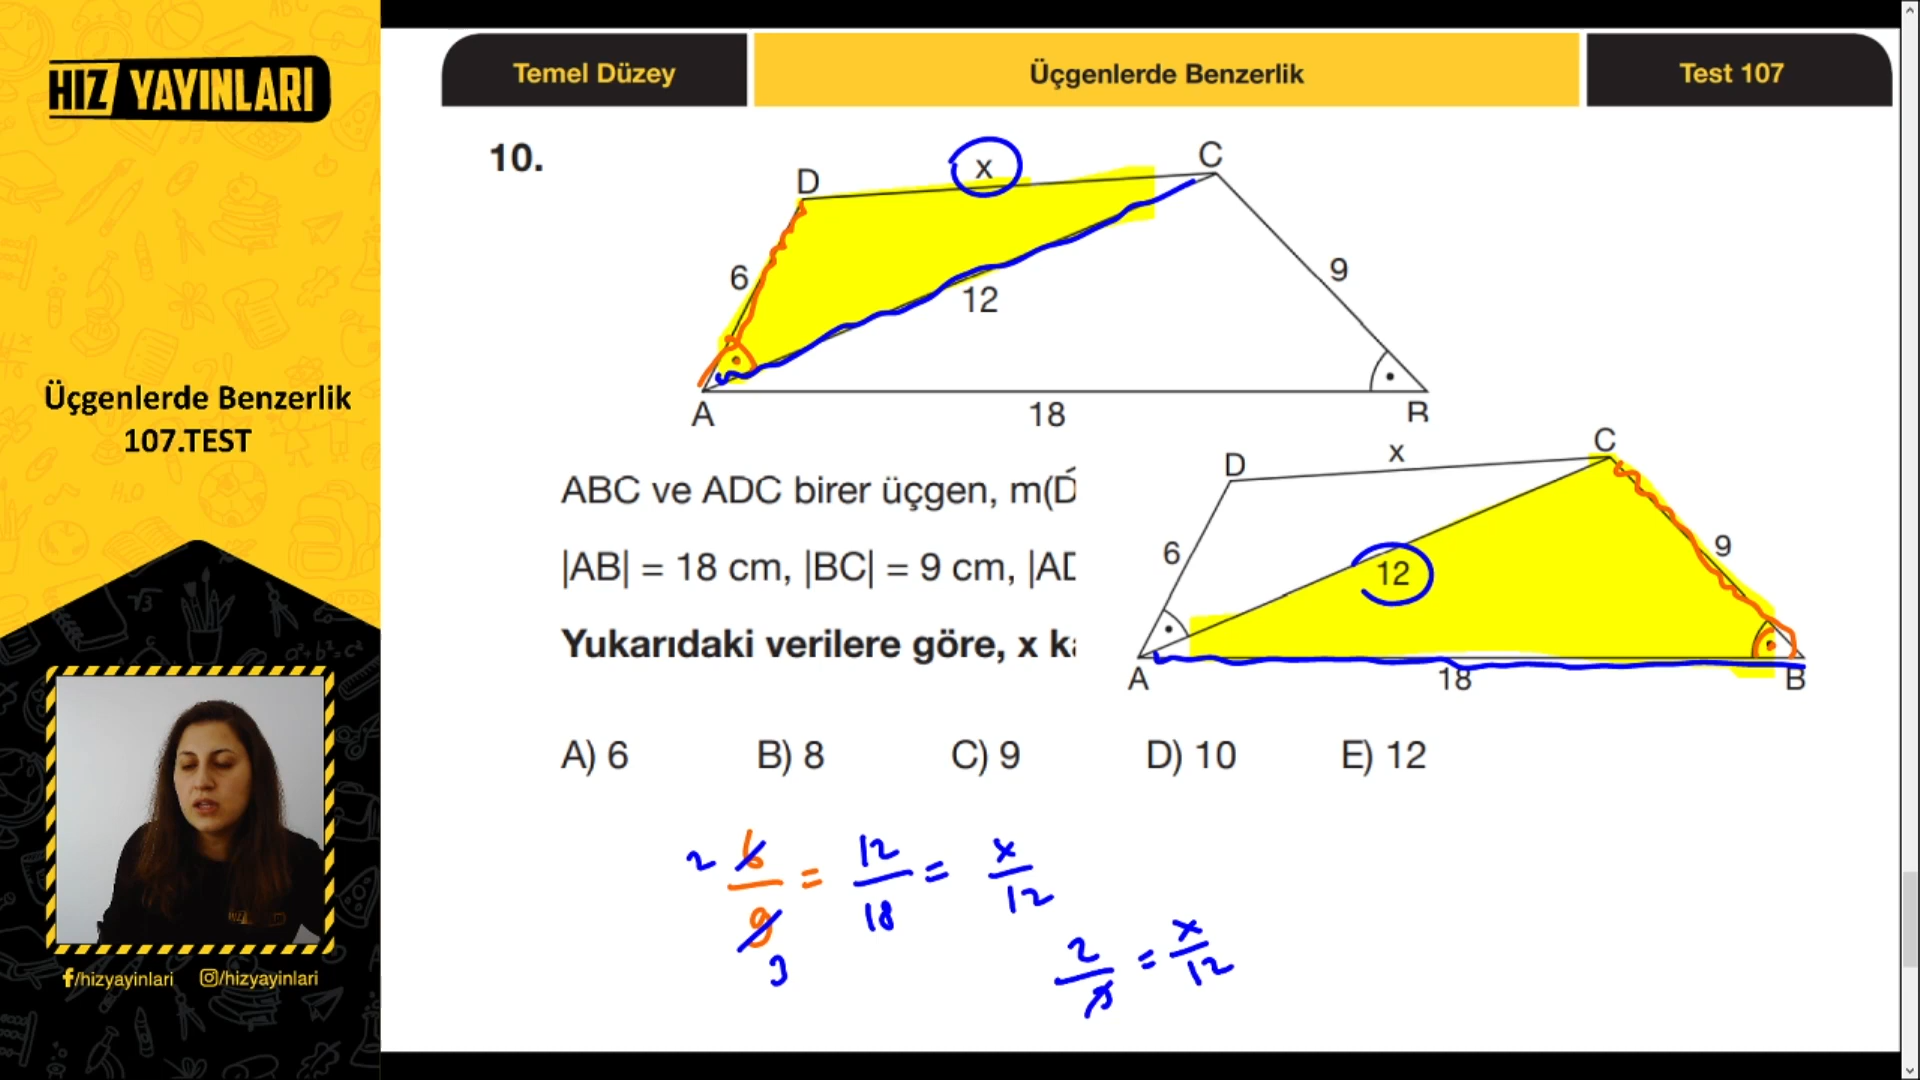 HIZ YAYINLARI
Üçgenlerde Benzerlik
107.TEST
/hizyayinlari /hizyayinlari
Temel Düzey Üçgenlerde Benzerlik Test 107
10.
D x C
6 12 9
A 18 B
ABC ve ADC birer üçgen, m(D
|AB| = 18 cm, |BC| = 9 cm, |AD
Yukarıdaki verilere göre, x ka
D x C
6 12 9
A 18 B
A) 6 B) 8 C) 9 D) 10 E) 12
2 6/9 3 = 12/18 = x/12
2/3 = x/12